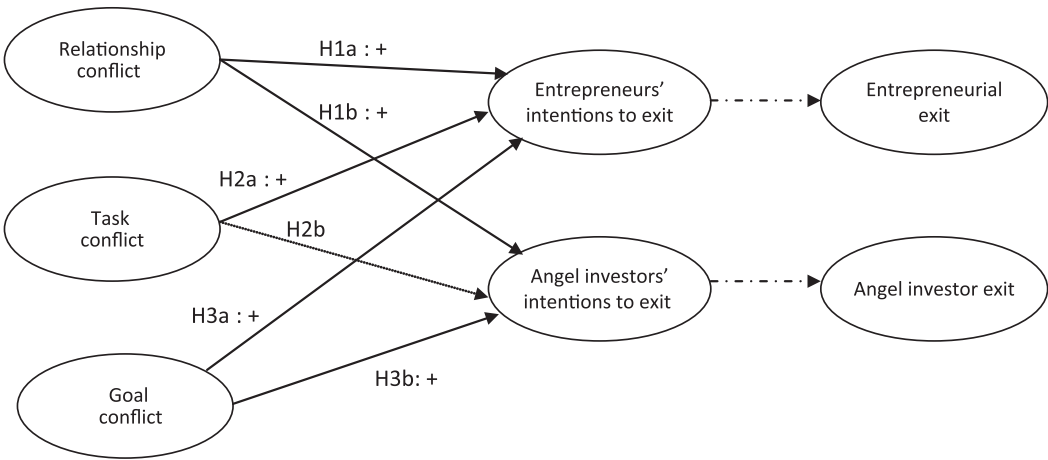 Relationship
conflict
H1a : +
Entrepreneurs’
intentions to exit
Entrepreneurial
exit
H1b : +
H2a : +
Task
conflict
H2b
Angel investors’
intentions to exit
Angel investor exit
H3a : +
Goal
conflict
H3b: +